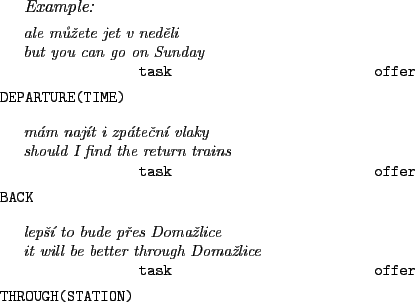 Example:
ale můžete jet v neděli
but you can go on Sunday
task offer
DEPARTURE(TIME)
mám najít i zpáteční vlaky
should I find the return trains
task offer
BACK
lepší to bude přes Domažlice
it will be better through Domažlice
task offer
THROUGH(STATION)